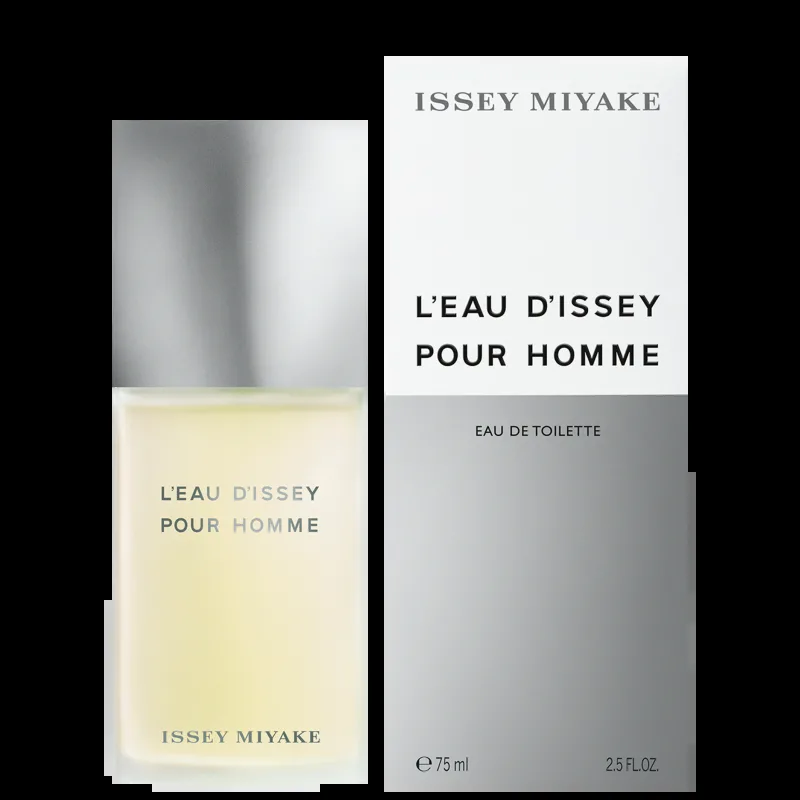 L'EAU D'ISSEY
POUR HOMME
ISSEY MIYAKE
ISSEY MIYAKE
L'EAU D'ISSEY
POUR HOMME
EAU DE TOILETTE
℮ 75 ml 2.5 FL.OZ.